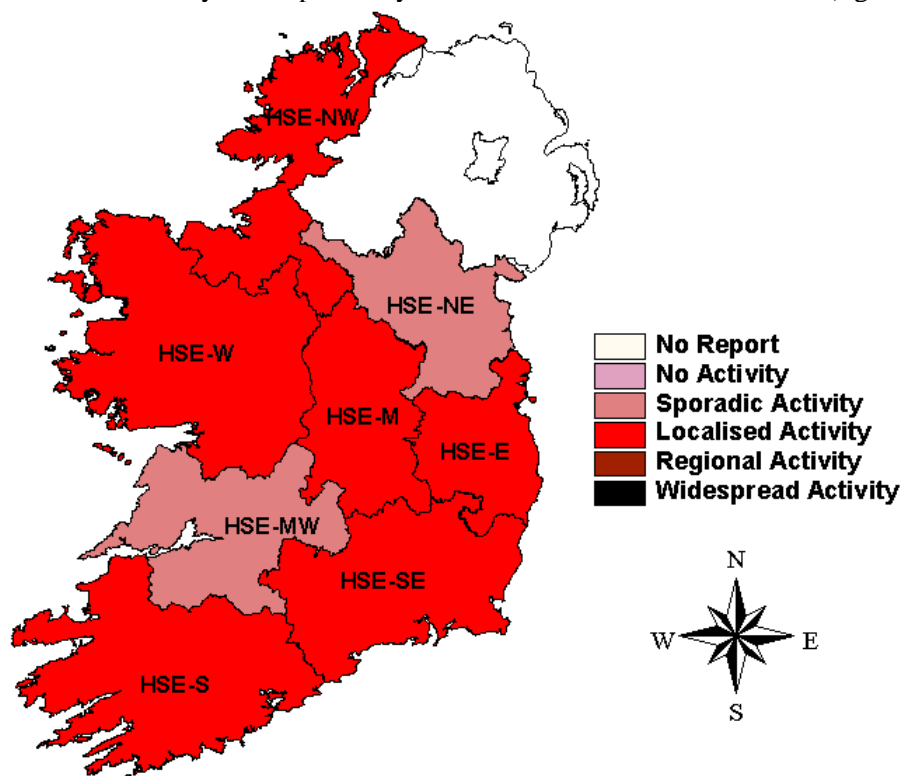 HSE-NW
HSE-NE
HSE-W
HSE-M
HSE-E
HSE-MW
HSE-SE
HSE-S
No Report
No Activity
Sporadic Activity
Localised Activity
Regional Activity
Widespread Activity
N
W E
S